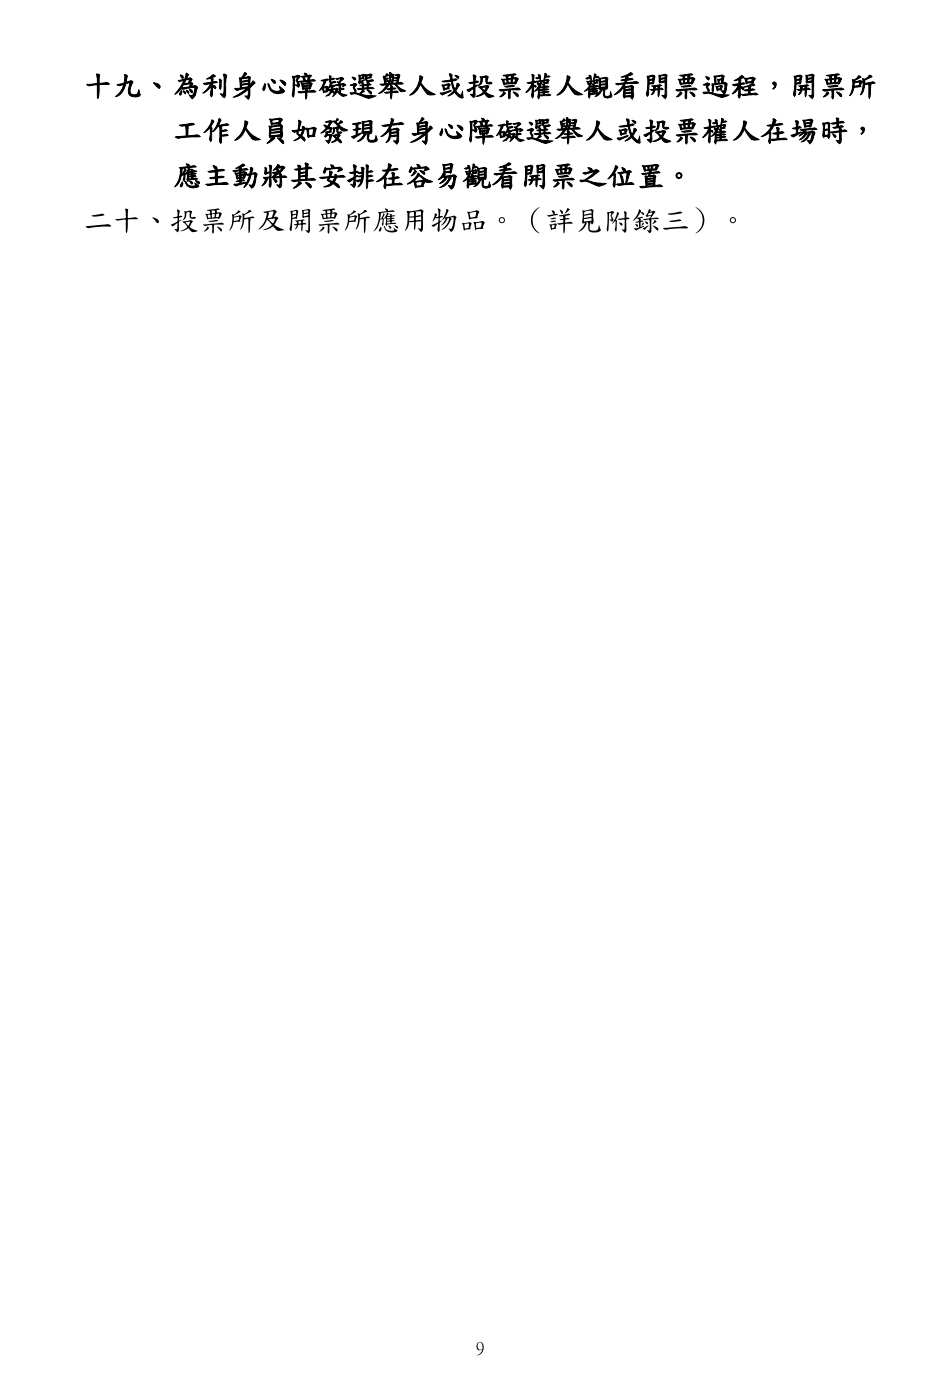 十九、為利身心障礙選舉人或投票權人觀看開票過程，開票所
工作人員如發現有身心障礙選舉人或投票權人在場時，
應主動將其安排在容易觀看開票之位置。
二十、投票所及開票所應用物品。（詳見附錄三）。
9